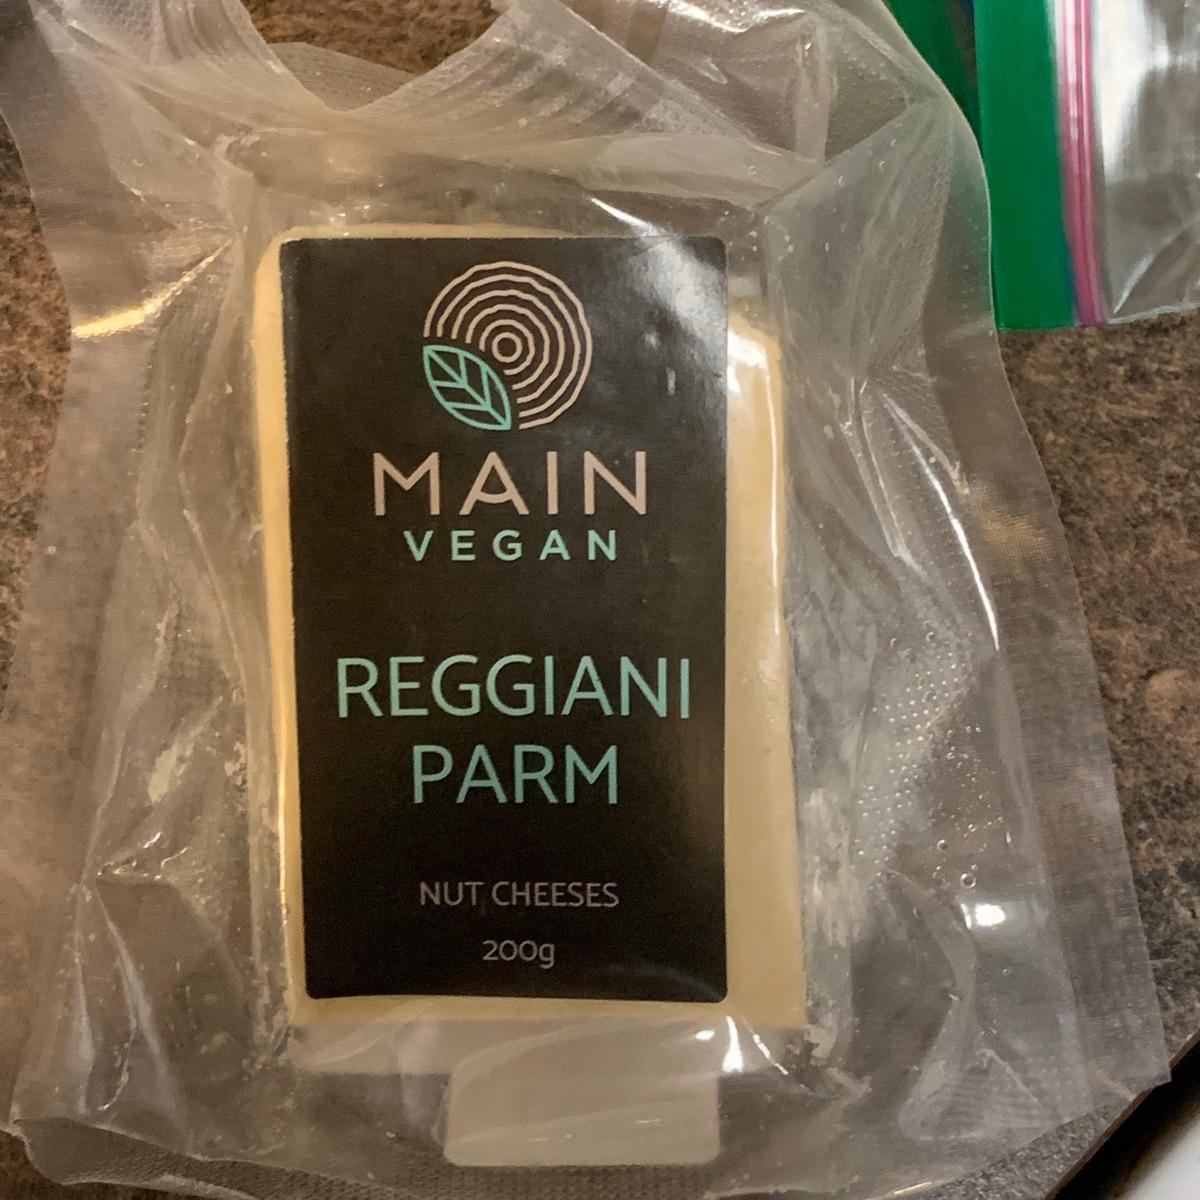 MAIN
VEGAN
REGGIANI
PARM
NUT CHEESES
200g